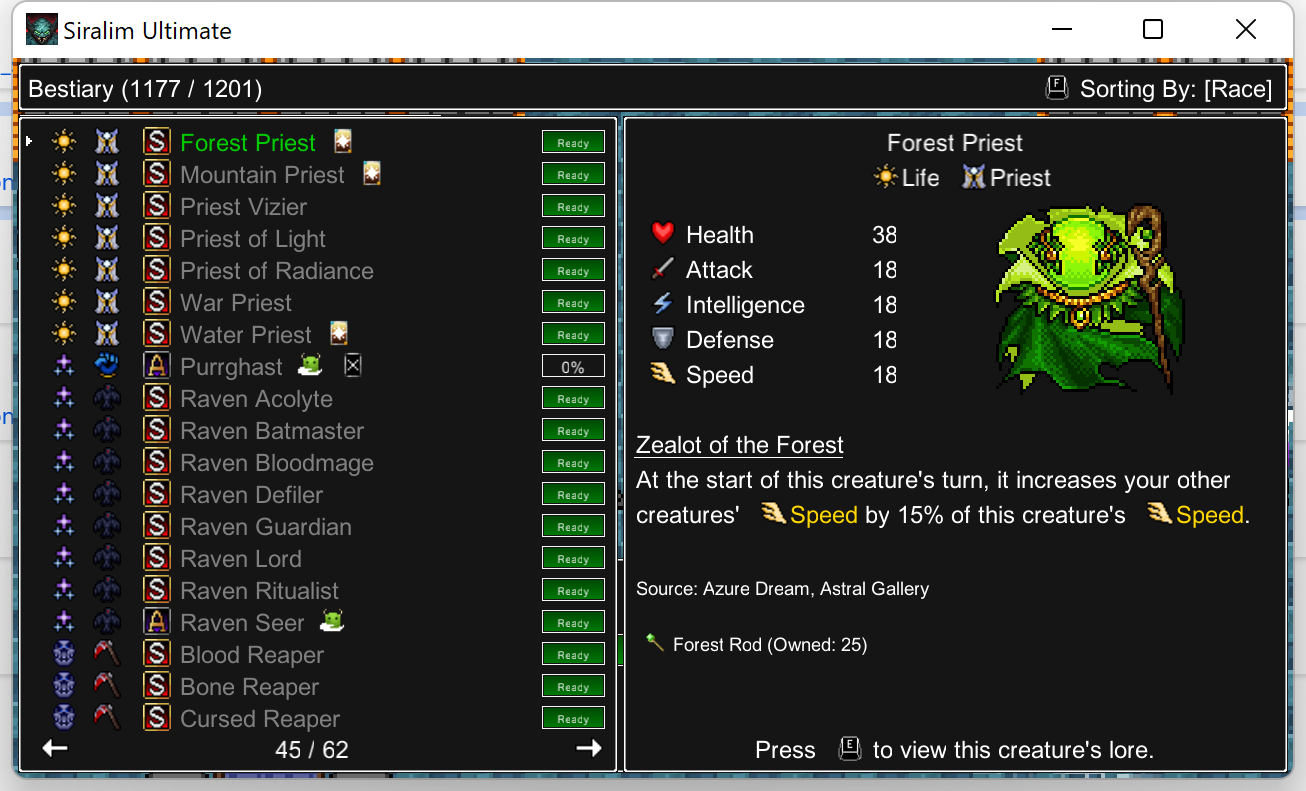 Siralim Ultimate
Bestiary (1177 / 1201)
F Sorting By: [Race]
S Forest Priest Ready
S Mountain Priest Ready
S Priest Vizier Ready
S Priest of Light Ready
S Priest of Radiance Ready
S War Priest Ready
S Water Priest Ready
A Purrghast 0%
S Raven Acolyte Ready
S Raven Batmaster Ready
S Raven Bloodmage Ready
S Raven Defiler Ready
S Raven Guardian Ready
S Raven Lord Ready
S Raven Ritualist Ready
A Raven Seer Ready
S Blood Reaper Ready
S Bone Reaper Ready
S Cursed Reaper Ready
45 / 62
Forest Priest
Life Priest
Health 38
Attack 18
Intelligence 18
Defense 18
Speed 18
Zealot of the Forest
At the start of this creature's turn, it increases your other
creatures' Speed by 15% of this creature's Speed.
Source: Azure Dream, Astral Gallery
Forest Rod (Owned: 25)
Press E to view this creature's lore.